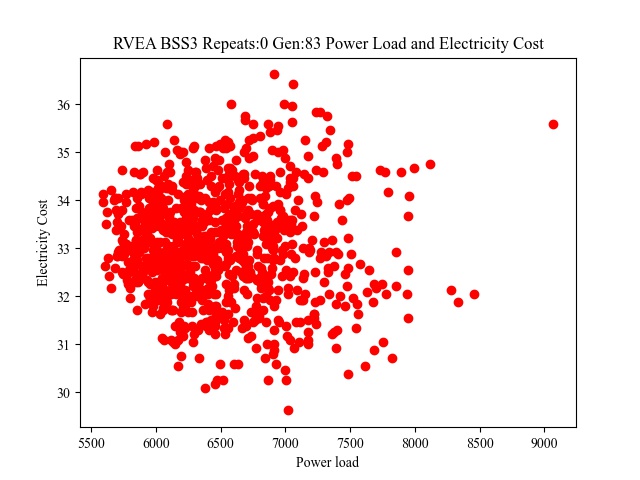 RVEA BSS3 Repeats:0 Gen:83 Power Load and Electricity Cost
36
35
34
33
32
31
30
Electricity Cost
5500 6000 6500 7000 7500 8000 8500 9000
Power load